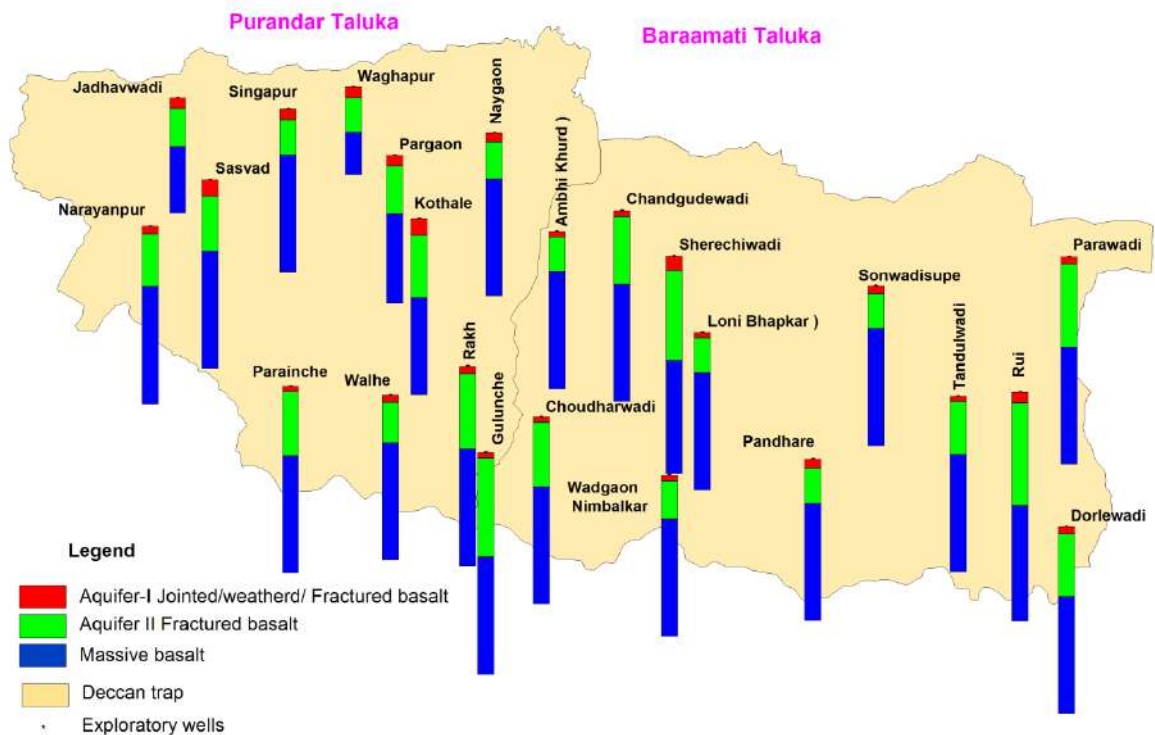 Purandar Taluka
Baraamati Taluka
Jadhavwadi
Singapur
Waghapur
Naygaon
Pargaon
Sasvad
Kothale
Narayanpur
Ambhi Khurd )
Chandgudewadi
Sherechiwadi
Parawadi
Sonwadisupe
Loni Bhapkar )
Tandulwadi
Rui
Rakh
Parainche
Walhe
Gulunche
Choudharwadi
Pandhare
Wadgaon
Nimbalkar
Dorlewadi
Legend
Aquifer-I Jointed/weatherd/ Fractured basalt
Aquifer II Fractured basalt
Massive basalt
Deccan trap
Exploratory wells